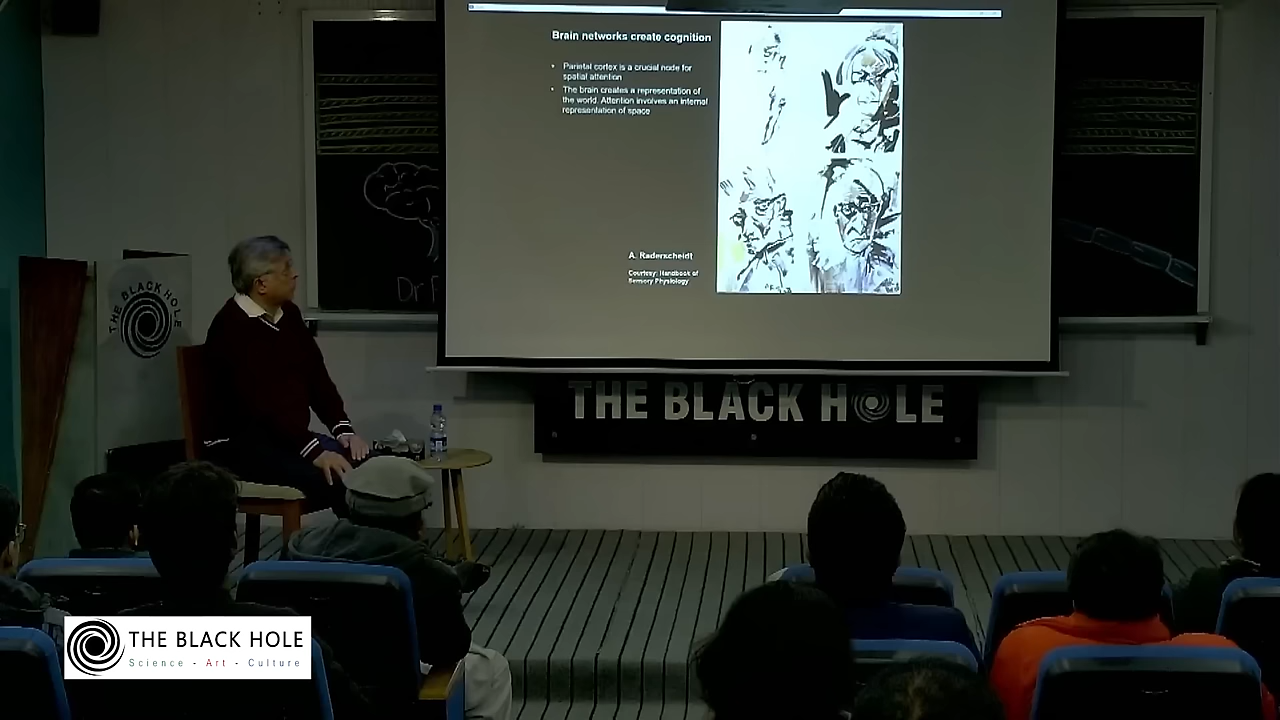 Brain networks create cognition
Parietal cortex is a crucial node for
spatial attention
The brain creates a representation of
the world. Attention involves an internal
representation of space
A. Raderscheidt
Courtesy: Handbook of
Sensory Physiology
THE BLACK HOLE
THE BLACK HOLE
Dr
THE BLACK HOLE
Science - Art - Culture